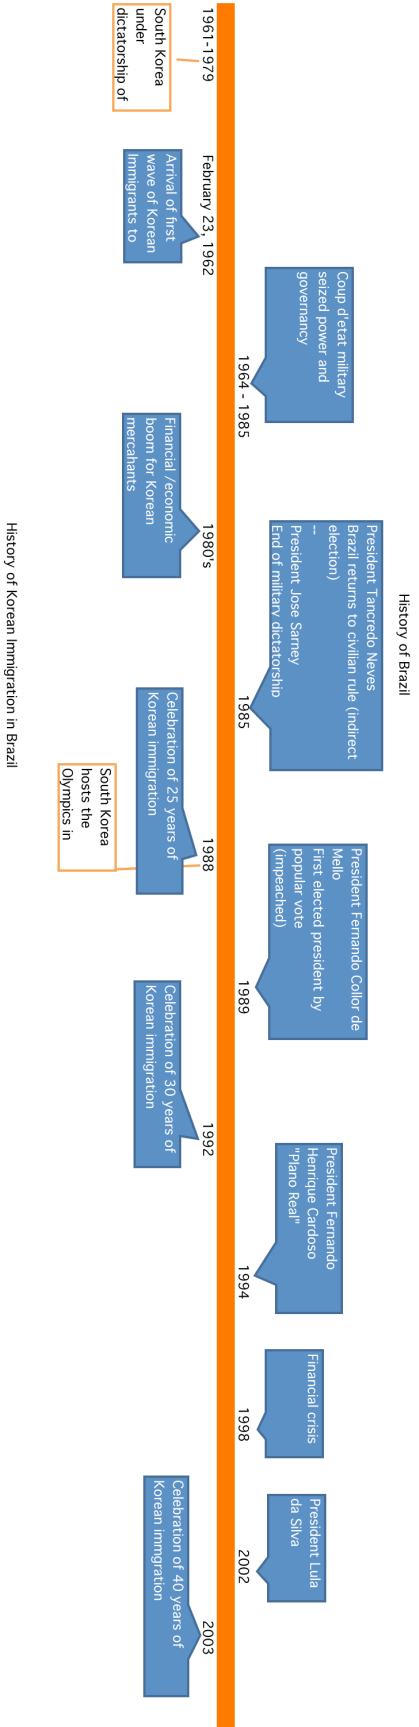 History of Brazil
Coup d'etat military
seized power and
governancy
1964 - 1985
President Tancredo Neves
Brazil returns to civilian rule (indirect
election)
--
President Jose Sarney
End of military dictatorship
1985
President Fernando Collor de
Mello
First elected president by
popular vote
(impeached)
1989
President Fernando
Henrique Cardoso
"Plano Real"
1994
Financial crisis
1998
President Lula
da Silva
2002
1961-1979
South Korea
under
dictatorship of
February 23, 1962
Arrival of first
wave of Korean
Immigrants to
1980's
Financial /economic
boom for Korean
mercahants
1988
Celebration of 25 years of
Korean immigration
South Korea
hosts the
Olympics in
1992
Celebration of 30 years of
Korean immigration
2003
Celebration of 40 years of
Korean immgration
History of Korean Immigration in Brazil